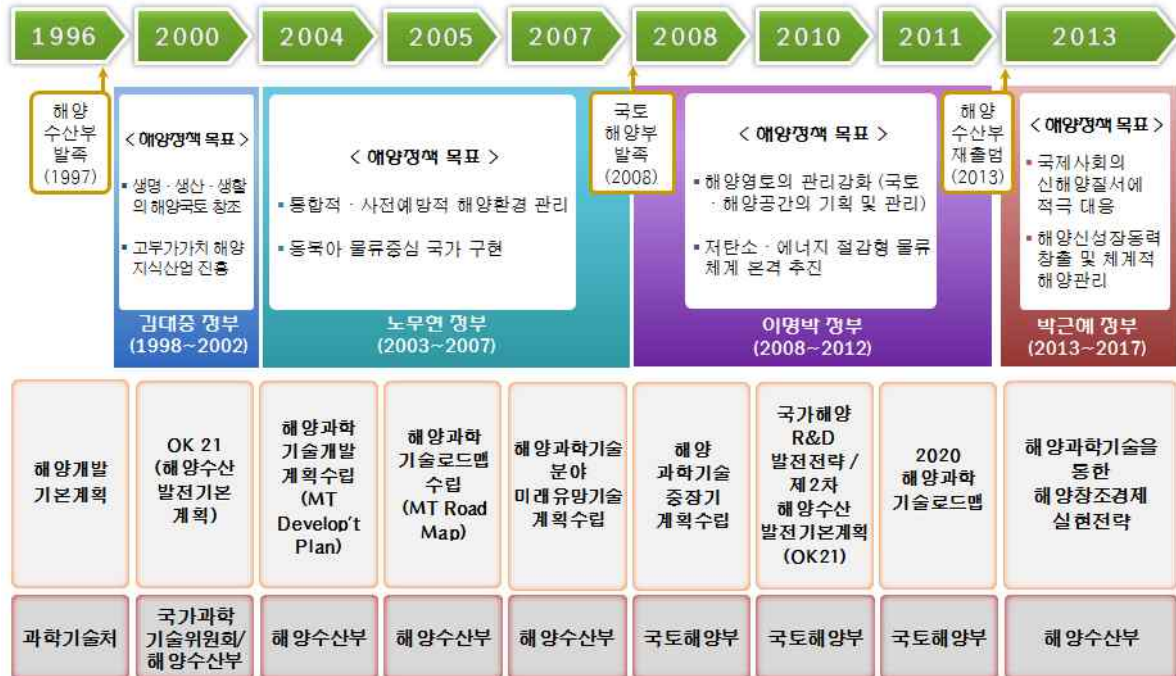 1996
2000
2004
2005
2007
2008
2010
2011
2013
해양
수산부
발족
(1997)
< 해양정책 목표 >
▪ 생명ㆍ생산ㆍ생활
의 해양국토 창조
▪ 고부가가치 해양
지식산업 진흥
김대중 정부
(1998~2002)
< 해양정책 목표 >
▪ 통합적ㆍ사전예방적 해양환경 관리
▪ 동북아 물류중심 국가 구현
노무현 정부
(2003~2007)
국토
해양부
발족
(2008)
< 해양정책 목표 >
▪ 해양영토의 관리강화 (국토
ㆍ해양공간의 기획 및 관리)
▪ 저탄소ㆍ에너지 절감형 물류
체계 본격 추진
이명박 정부
(2008~2012)
해양
수산부
재출범
(2013)
< 해양정책 목표 >
▪ 국제사회의
신해양질서에
적극 대응
▪ 해양신성장동력
창출 및 체계적
해양관리
박근혜 정부
(2013~2017)
해양개발
기본계획
OK 21
(해양수산
발전기본
계획)
해양과학
기술개발
계획수립
(MT
Develop't
Plan)
해양과학
기술로드맵
수립
(MT Road
Map)
해양과학기술
분야
미래유망기술
계획수립
해양
과학기술
중장기
계획수립
국가해양
R&D
발전전략 /
제2차
해양수산
발전기본계획
(OK21)
2020
해양과학
기술로드맵
해양과학기술을
통한
해양창조경제
실현전략
과학기술처
국가과학
기술위원회/
해양수산부
해양수산부
해양수산부
해양수산부
국토해양부
국토해양부
국토해양부
해양수산부